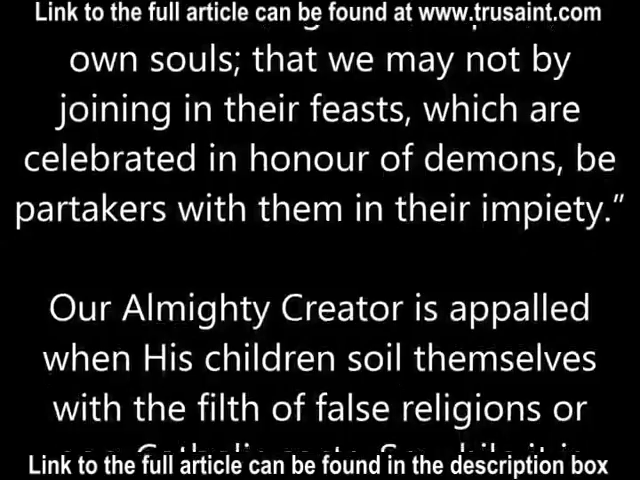 Link to the full article can be found at www.trusaint.com
own souls; that we may not by
joining in their feasts, which are
celebrated in honour of demons, be
partakers with them in their impiety.”
Our Almighty Creator is appalled
when His children soil themselves
with the filth of false religions or
Link to the full article can be found in the description box